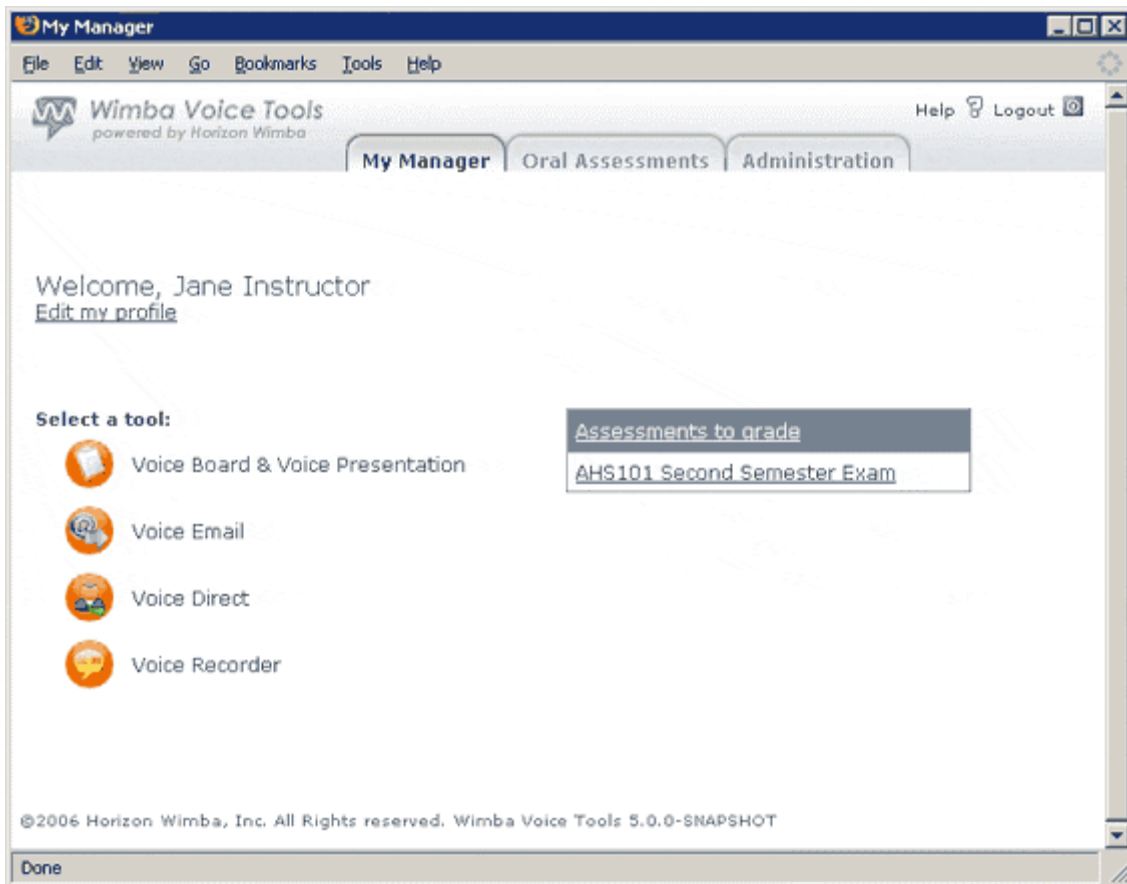 My Manager
File Edit View Go Bookmarks Tools Help
Wimba Voice Tools
powered by Horizon Wimba
Help Logout
My Manager Oral Assessments Administration
Welcome, Jane Instructor
Edit my profile
Select a tool:
Voice Board & Voice Presentation
Voice Email
Voice Direct
Voice Recorder
Assessments to grade
AHS101 Second Semester Exam
©2006 Horizon Wimba, Inc. All Rights reserved. Wimba Voice Tools 5.0.0-SNAPSHOT
Done